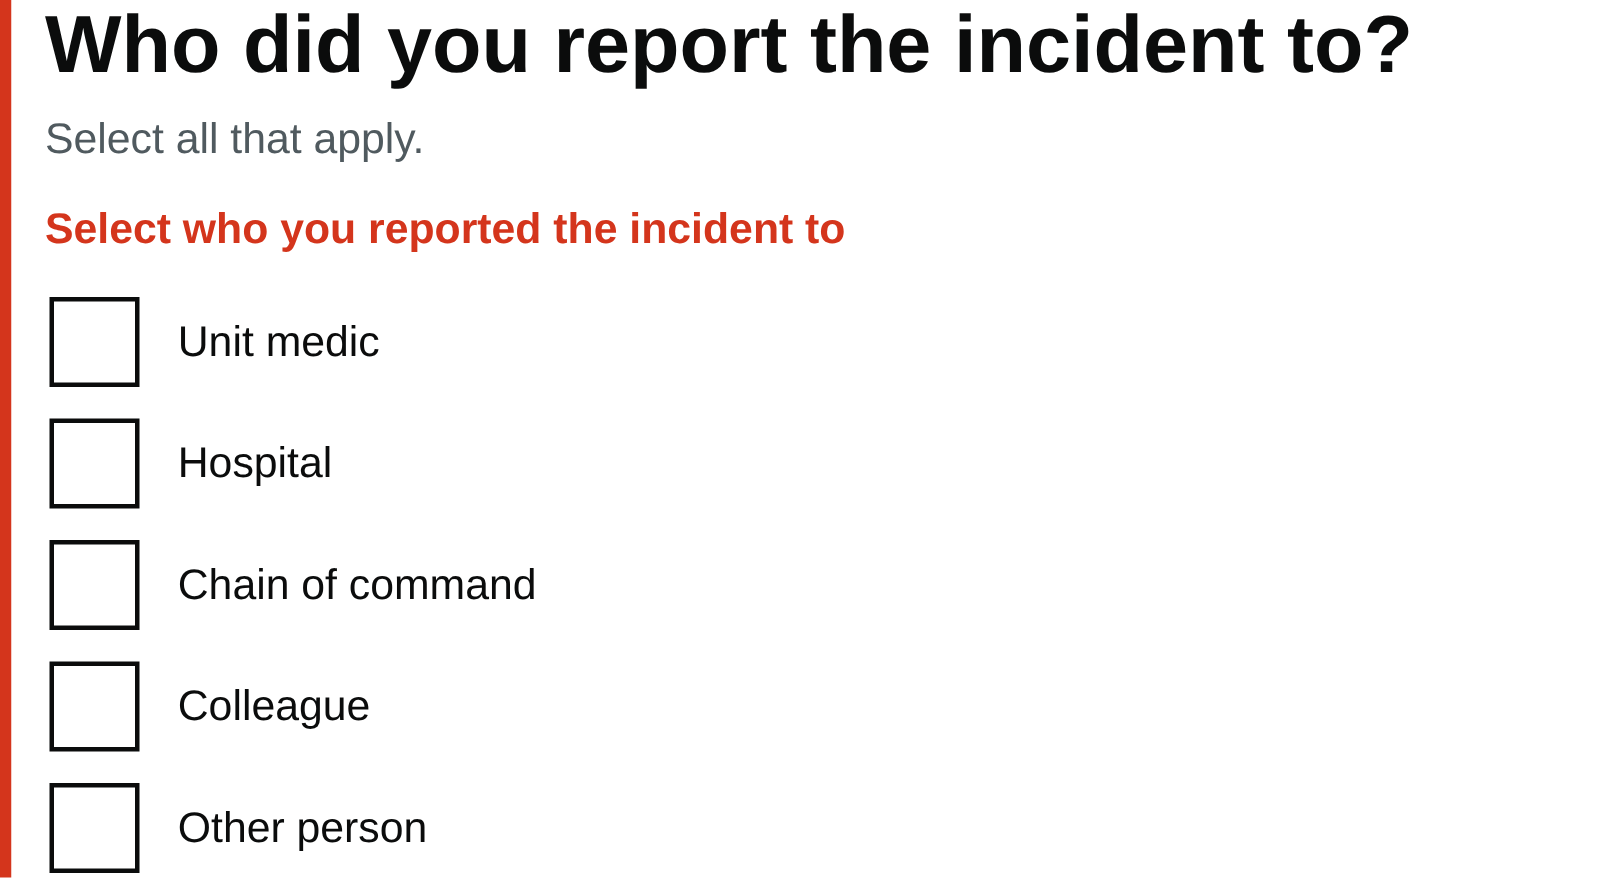 Who did you report the incident to?
Select all that apply.
Select who you reported the incident to
Unit medic
Hospital
Chain of command
Colleague
Other person